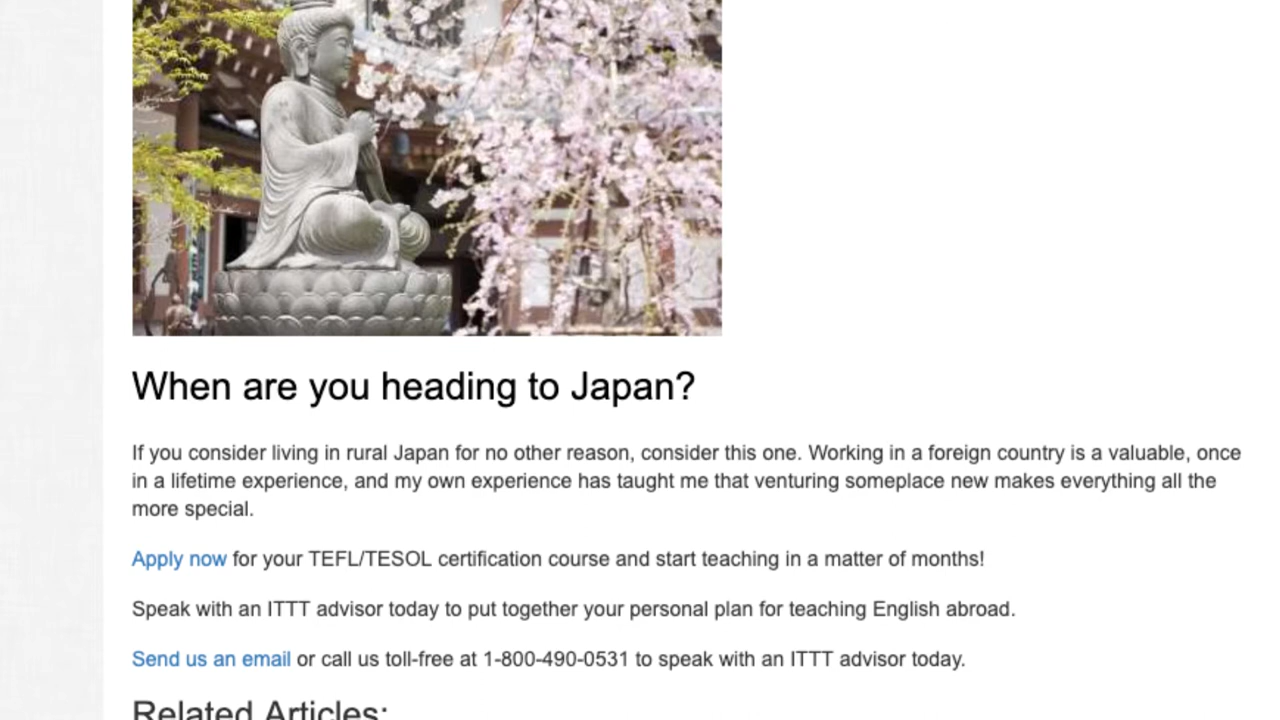 When are you heading to Japan?
If you consider living in rural Japan for no other reason, consider this one. Working in a foreign country is a valuable, once
in a lifetime experience, and my own experience has taught me that venturing someplace new makes everything all the
more special.
Apply now for your TEFL/TESOL certification course and start teaching in a matter of months!
Speak with an ITTT advisor today to put together your personal plan for teaching English abroad.
Send us an email or call us toll-free at 1-800-490-0531 to speak with an ITTT advisor today.
Related Articles: